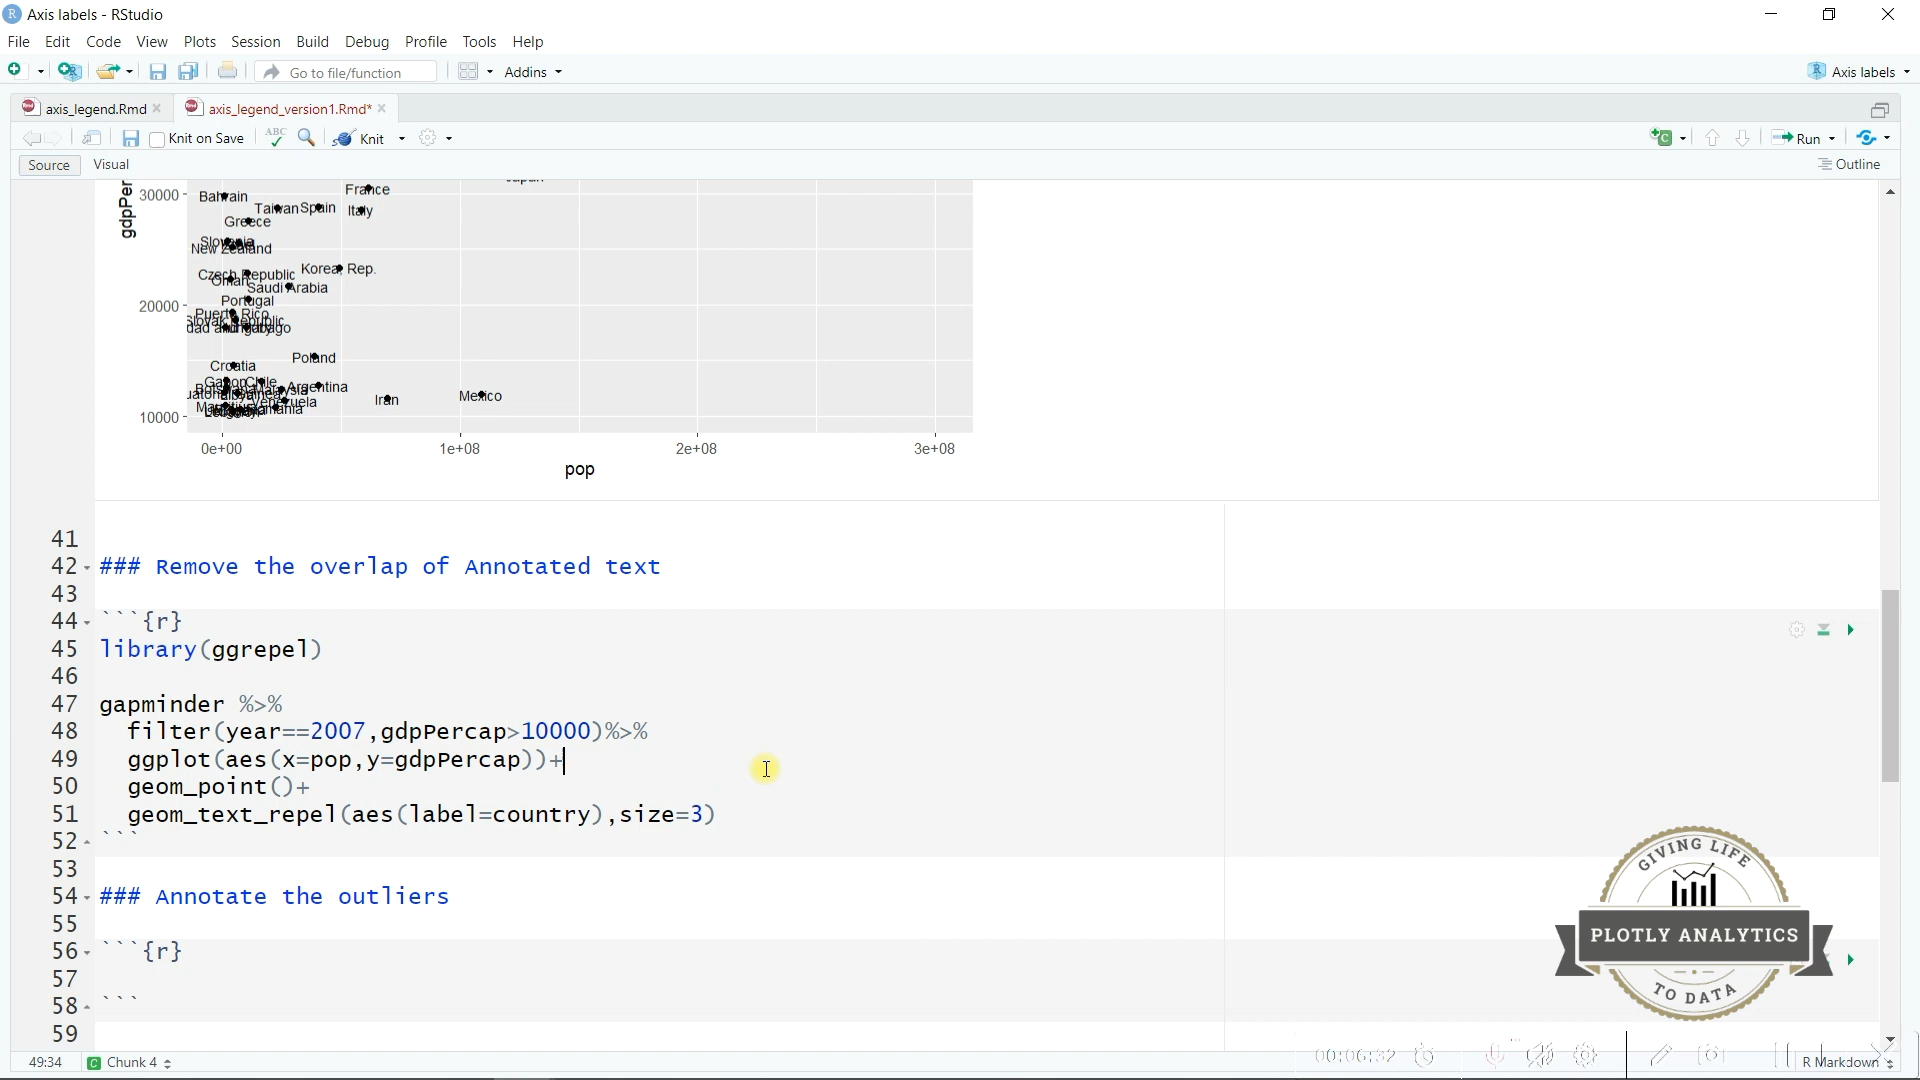 Axis labels - RStudio
File Edit Code View Plots Session Build Debug Profile Tools Help
Go to file/function Addins Axis labels
axis_legend.Rmd axis_legend_version1.Rmd*
Knit on Save ABC Knit Run
Source Visual Outline
gdpPer
30000
20000
10000
Japan
France
Bahrain
Taiwan Spain Italy
Greece
Slovenia
New Zealand
Czech Republic Korea, Rep.
Oman Saudi Arabia
Portugal
Puerto Rico
Slovak Republic
Poland
Croatia
Gabon Chile
Argentina
Iran Mexico
0e+00 1e+08 2e+08 3e+08
pop
41
42 ### Remove the overlap of Annotated text
43
44 ```{r}
45 library(ggrepel)
46
47 gapminder %>%
48 filter(year==2007,gdpPercap>10000)%>%
49 ggplot(aes(x=pop,y=gdpPercap))+
50 geom_point()+
51 geom_text_repel(aes(label=country),size=3)
52 ```
53
54 ### Annotate the outliers
55
56 ```{r}
57
58 ```
59
GIVING LIFE
PLOTLY ANALYTICS
TO DATA
00:06:32
49:34 Chunk 4 R Markdown